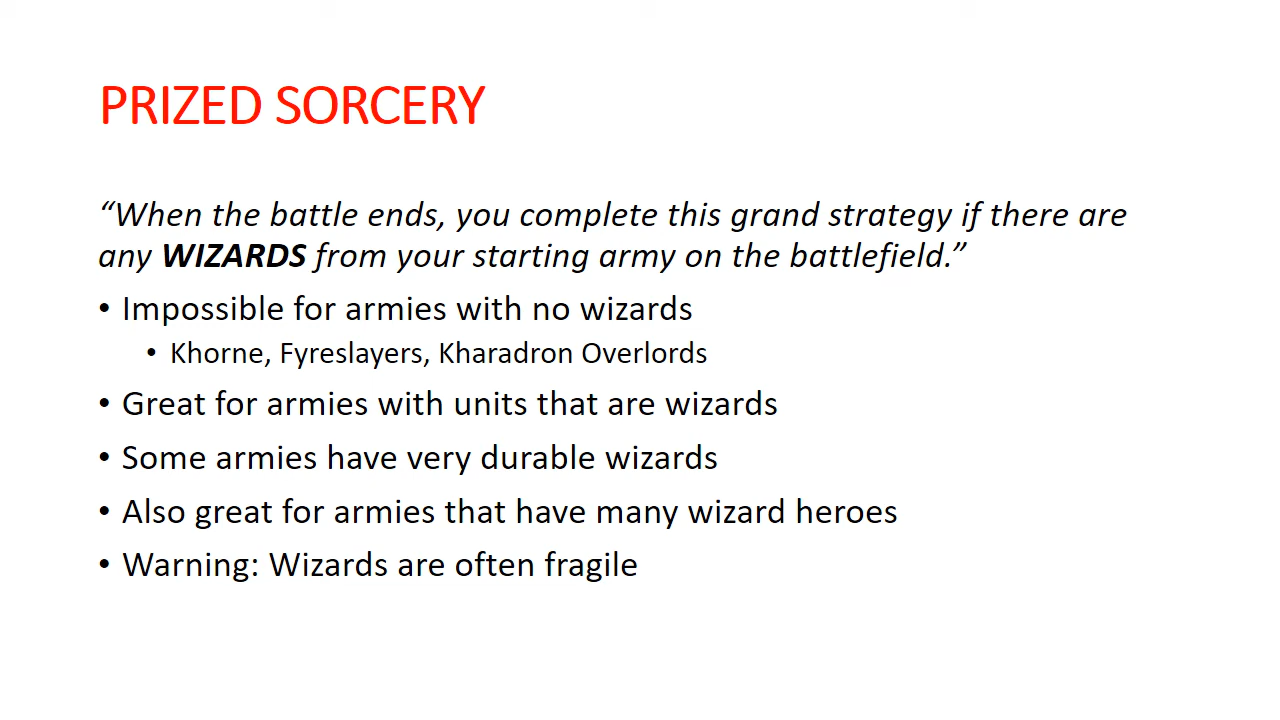 PRIZED SORCERY
“When the battle ends, you complete this grand strategy if there are
any WIZARDS from your starting army on the battlefield.”
• Impossible for armies with no wizards
• Khorne, Fyreslayers, Kharadron Overlords
• Great for armies with units that are wizards
• Some armies have very durable wizards
• Also great for armies that have many wizard heroes
• Warning: Wizards are often fragile